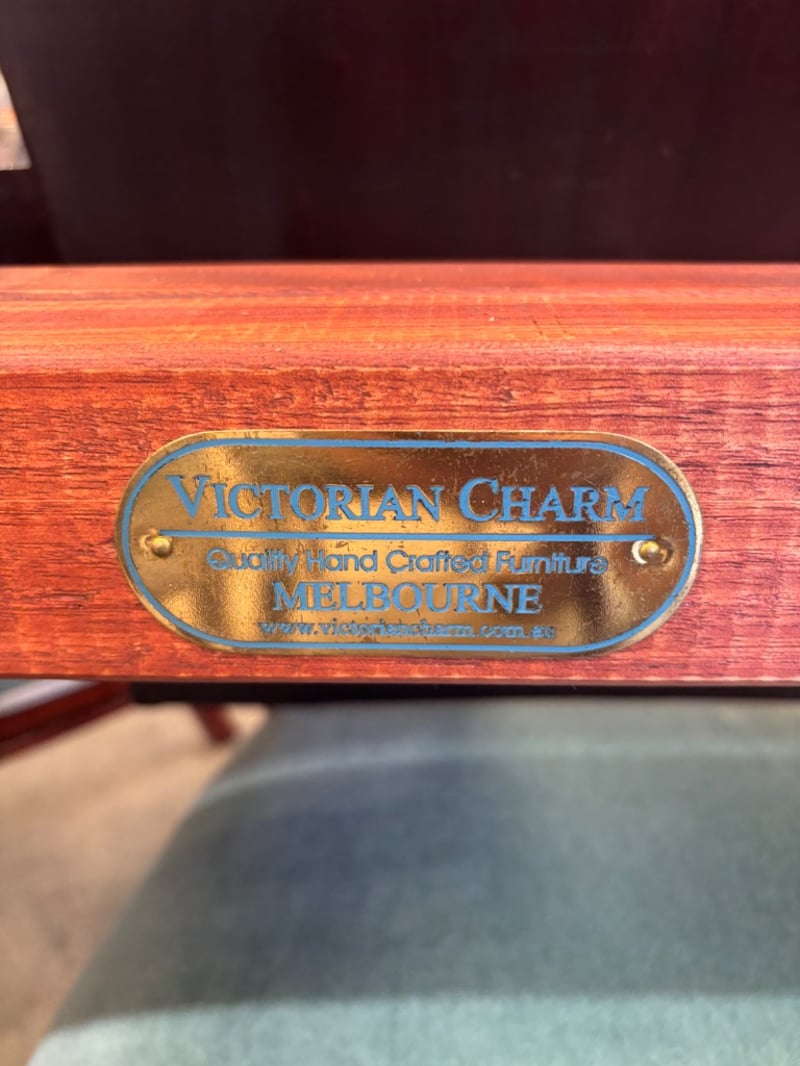 VICTORIAN CHARM
Quality Hand Crafted Furniture
MELBOURNE
www.victoriancharm.com.au